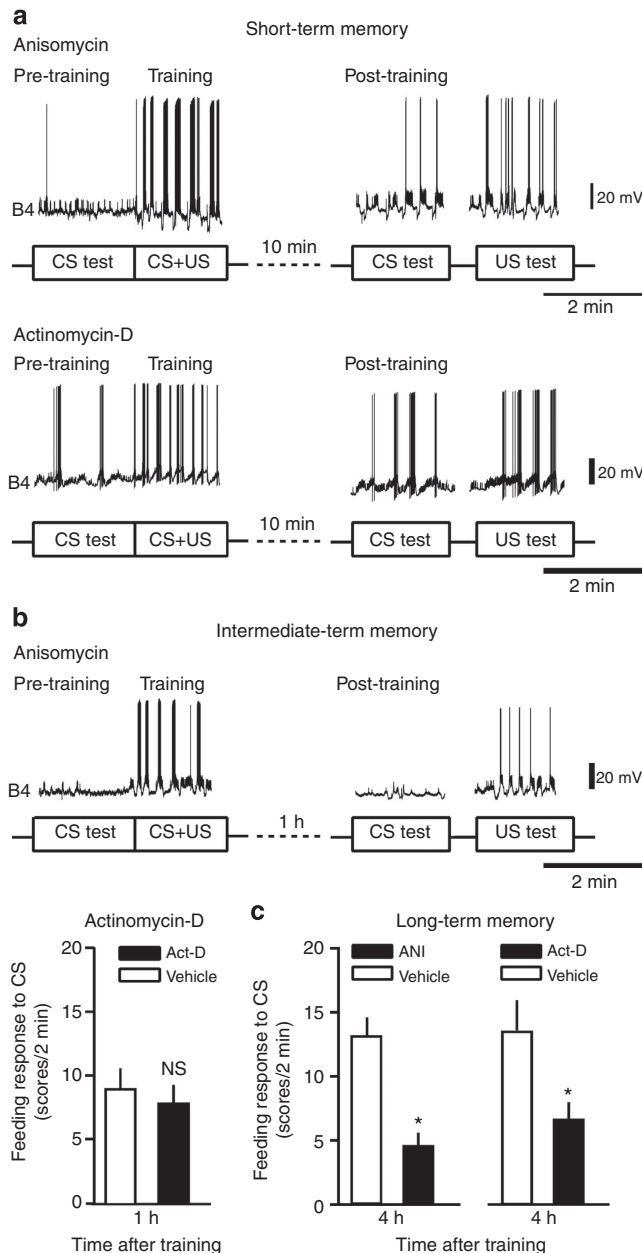 a
Short-term memory
Anisomycin
Pre-training Training Post-training
B4
20 mV
CS test CS+US 10 min CS test US test
2 min
Actinomycin-D
Pre-training Training Post-training
B4
20 mV
CS test CS+US 10 min CS test US test
2 min
b
Intermediate-term memory
Anisomycin
Pre-training Training Post-training
B4
20 mV
CS test CS+US 1 h CS test US test
2 min
Actinomycin-D
20
15
10
5
0
Feeding response to CS
(scores/2 min)
Act-D
Vehicle
NS
1 h
Time after training
c
Long-term memory
20
15
10
5
0
Feeding response to CS
(scores/2 min)
ANI
Vehicle
*
4 h
Act-D
Vehicle
*
4 h
Time after training